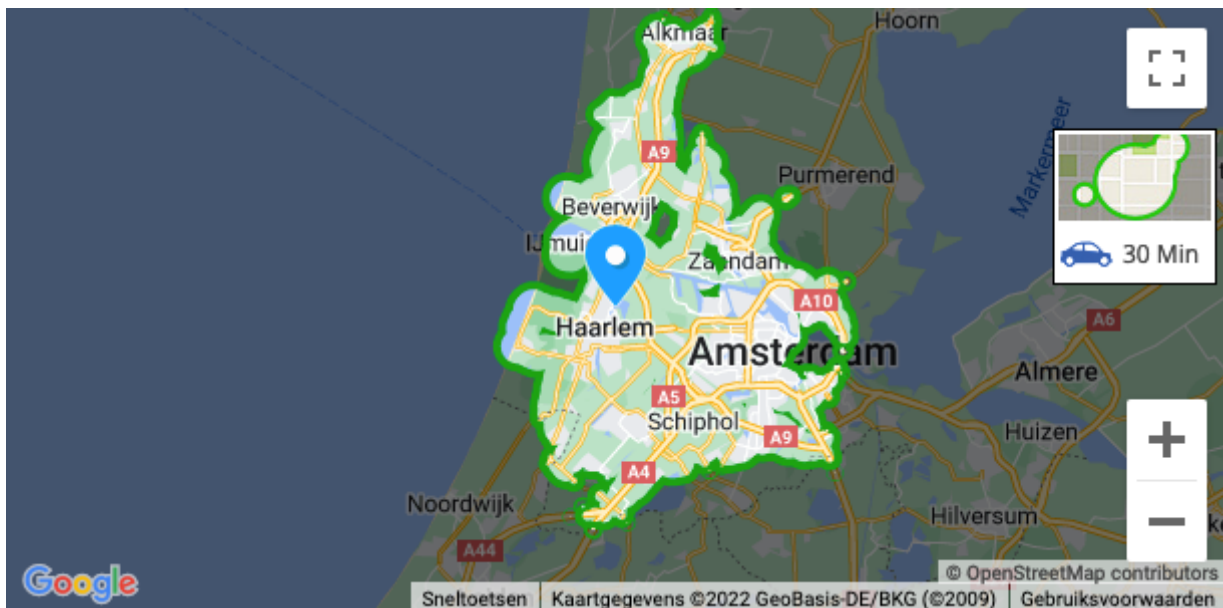 Alkmaar
Hoorn
Markermeer
A9
Purmerend
Beverwijk
IJmui
Zaandam
30 Min
A10
Haarlem
Amsterdam
A6
Almere
A5
Schiphol
A9
Huizen
A4
Noordwijk
Hilversum
A44
Google
© OpenStreetMap contributors
Sneltoetsen
Kaartgegevens ©2022 GeoBasis-DE/BKG (©2009)
Gebruiksvoorwaarden